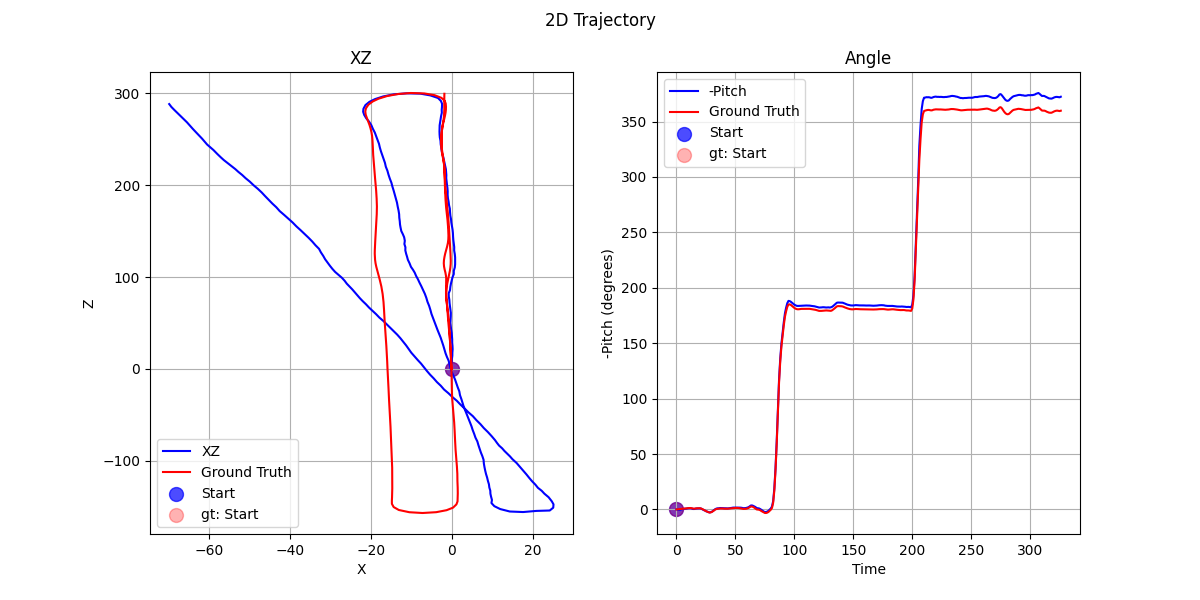 2D Trajectory
XZ
300
200
100
0
−100
−60
−40
−20
0
20
Z
X
XZ
Ground Truth
Start
gt: Start
Angle
350
300
250
200
150
100
50
0
0
50
100
150
200
250
300
-Pitch (degrees)
Time
-Pitch
Ground Truth
Start
gt: Start